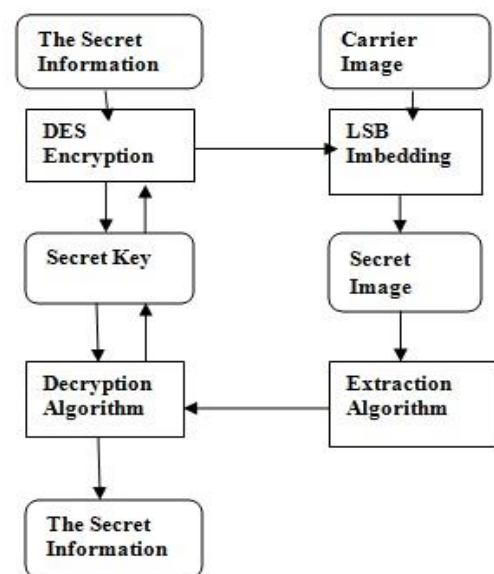 The Secret
Information
Carrier
Image
DES
Encryption
LSB
Imbedding
Secret Key
Secret
Image
Decryption
Algorithm
Extraction
Algorithm
The Secret
Information